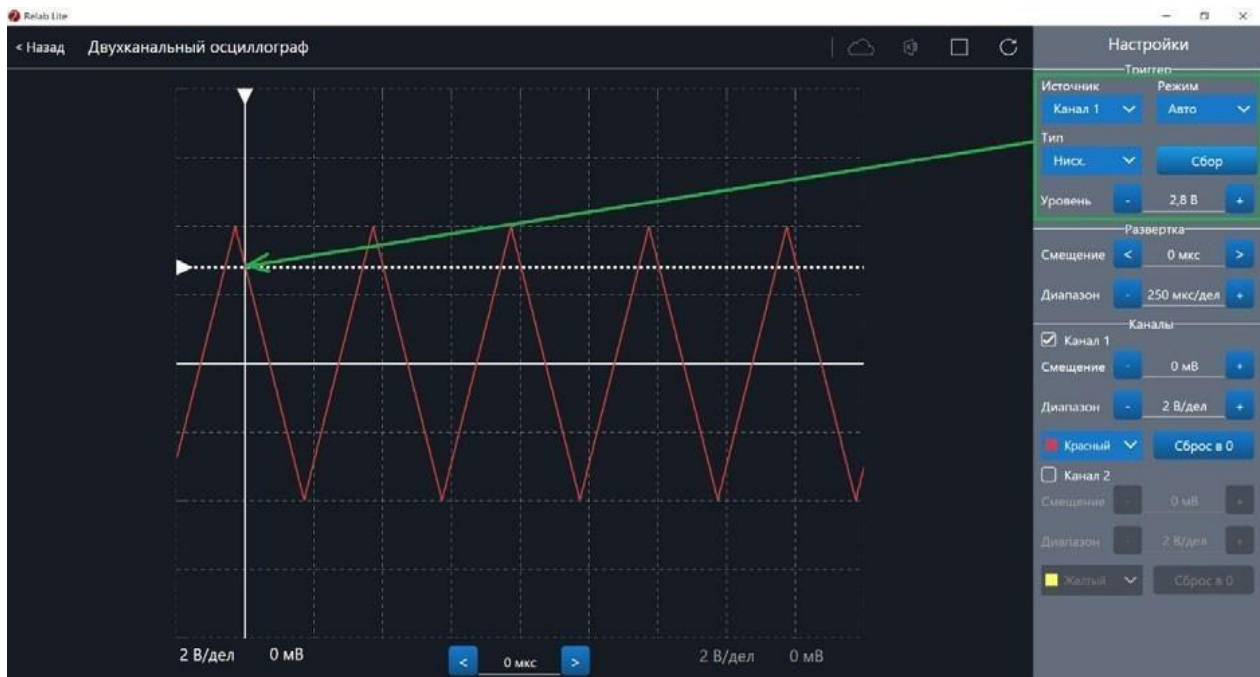 Relab Lite
< Назад Двухканальный осциллограф
Настройки
Триггер
Источник Режим
Канал 1 Авто
Тип
Нисх. Сбор
Уровень - 2,8 В +
Развертка
Смещение < 0 мкс >
Диапазон - 250 мкс/дел +
Каналы
Канал 1
Смещение - 0 мВ +
Диапазон - 2 В/дел +
Красный Сброс в 0
Канал 2
Смещение - 0 мВ +
Диапазон - 2 В/дел +
Желтый Сброс в 0
2 В/дел 0 мВ < 0 мкс > 2 В/дел 0 мВ